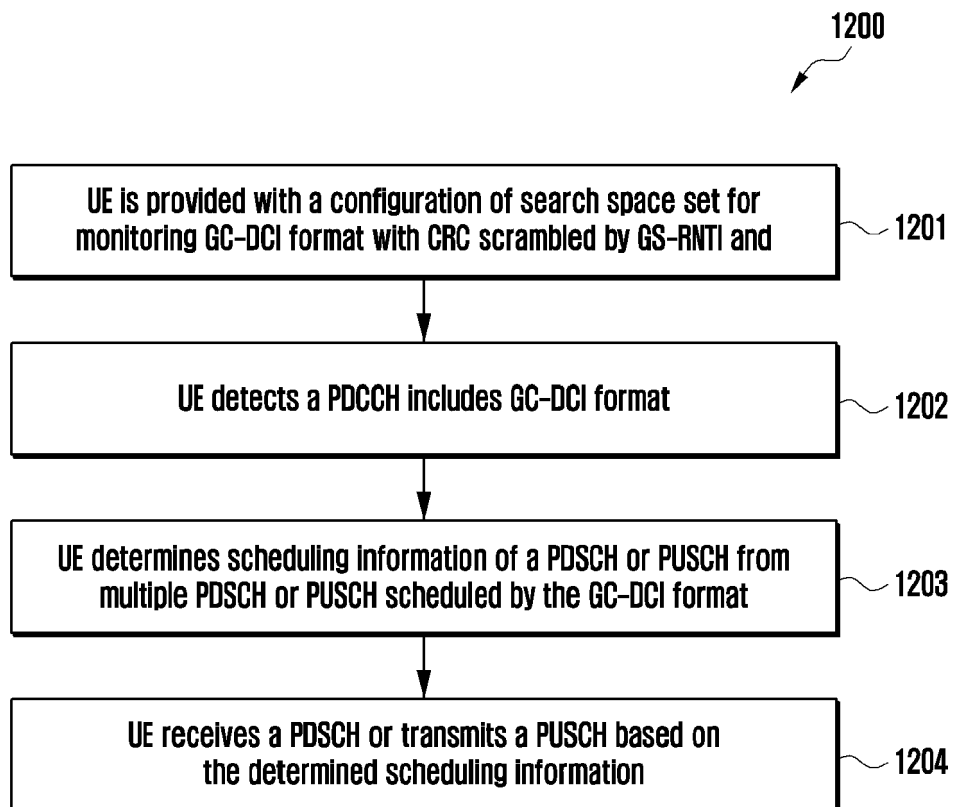 1200
UE is provided with a configuration of search space set for
monitoring GC-DCI format with CRC scrambled by GS-RNTI and
1201
UE detects a PDCCH includes GC-DCI format
1202
UE determines scheduling information of a PDSCH or PUSCH from
multiple PDSCH or PUSCH scheduled by the GC-DCI format
1203
UE receives a PDSCH or transmits a PUSCH based on
the determined scheduling information
1204